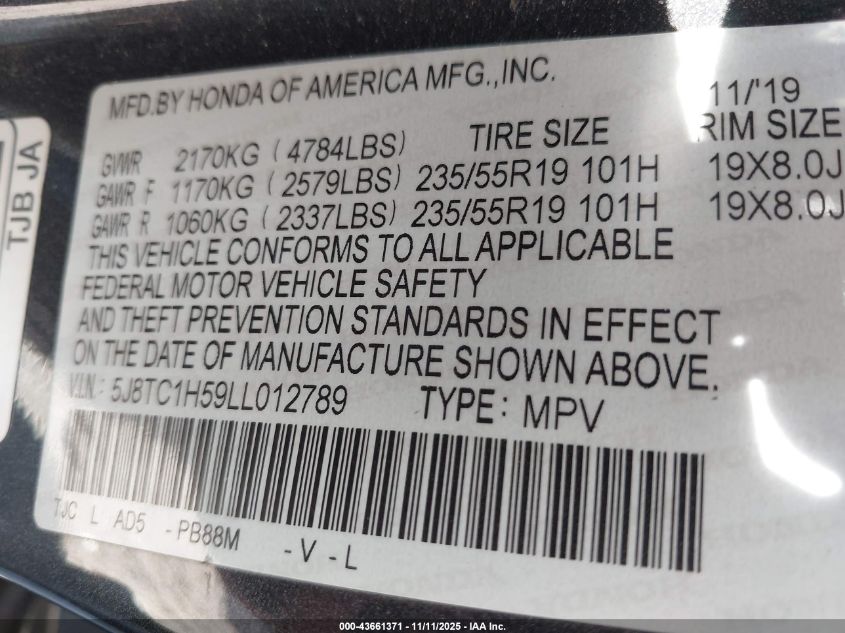 TJB JA
MFD.BY HONDA OF AMERICA MFG.,INC.
11/'19
GVWR 2170KG (4784LBS) TIRE SIZE RIM SIZE
GAWR F 1170KG (2579LBS) 235/55R19 101H 19X8.0J
GAWR R 1060KG (2337LBS) 235/55R19 101H 19X8.0J
THIS VEHICLE CONFORMS TO ALL APPLICABLE
FEDERAL MOTOR VEHICLE SAFETY
AND THEFT PREVENTION STANDARDS IN EFFECT
ON THE DATE OF MANUFACTURE SHOWN ABOVE.
V.I.N.: 5J8TC1H59LL012789 TYPE: MPV
TJC L AD5 -PB88M -V-L
000-43661371 - 11/11/2025 - IAA Inc.